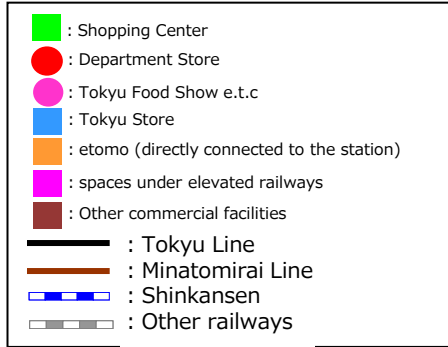 : Shopping Center
: Department Store
: Tokyu Food Show e.t.c
: Tokyu Store
: etomo (directly connected to the station)
: spaces under elevated railways
: Other commercial facilities
: Tokyu Line
: Minatomirai Line
: Shinkansen
: Other railways